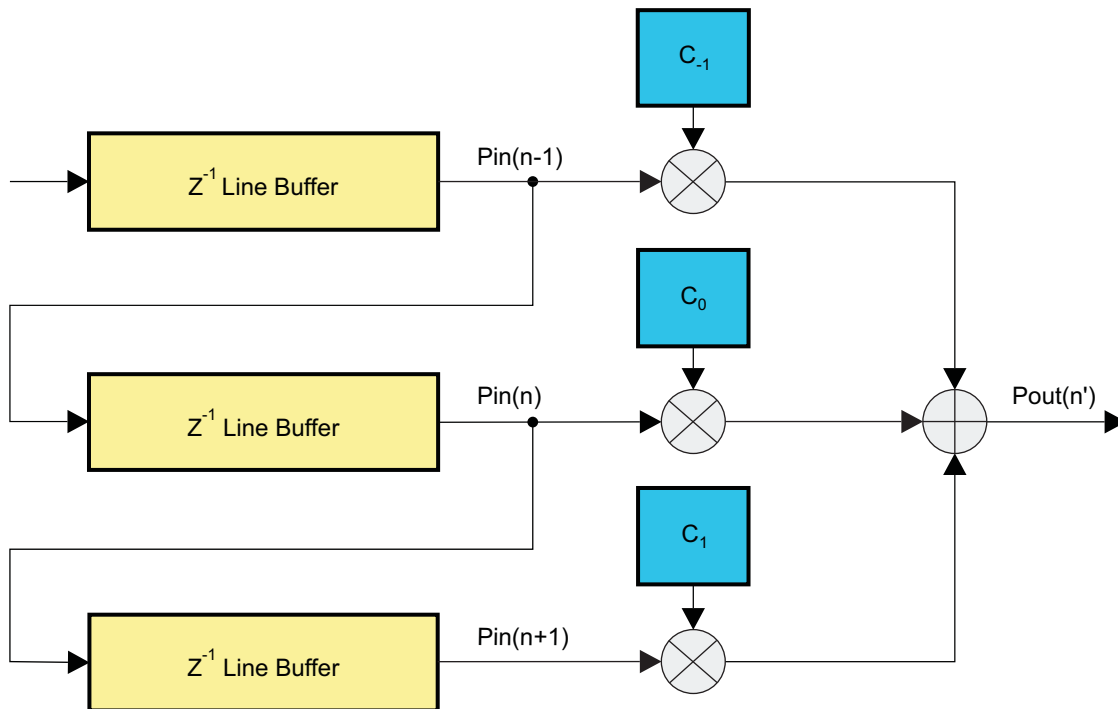 C₋₁
Pin(n-1)
Z⁻¹ Line Buffer
C₀
Pin(n)
Pout(n')
Z⁻¹ Line Buffer
C₁
Pin(n+1)
Z⁻¹ Line Buffer